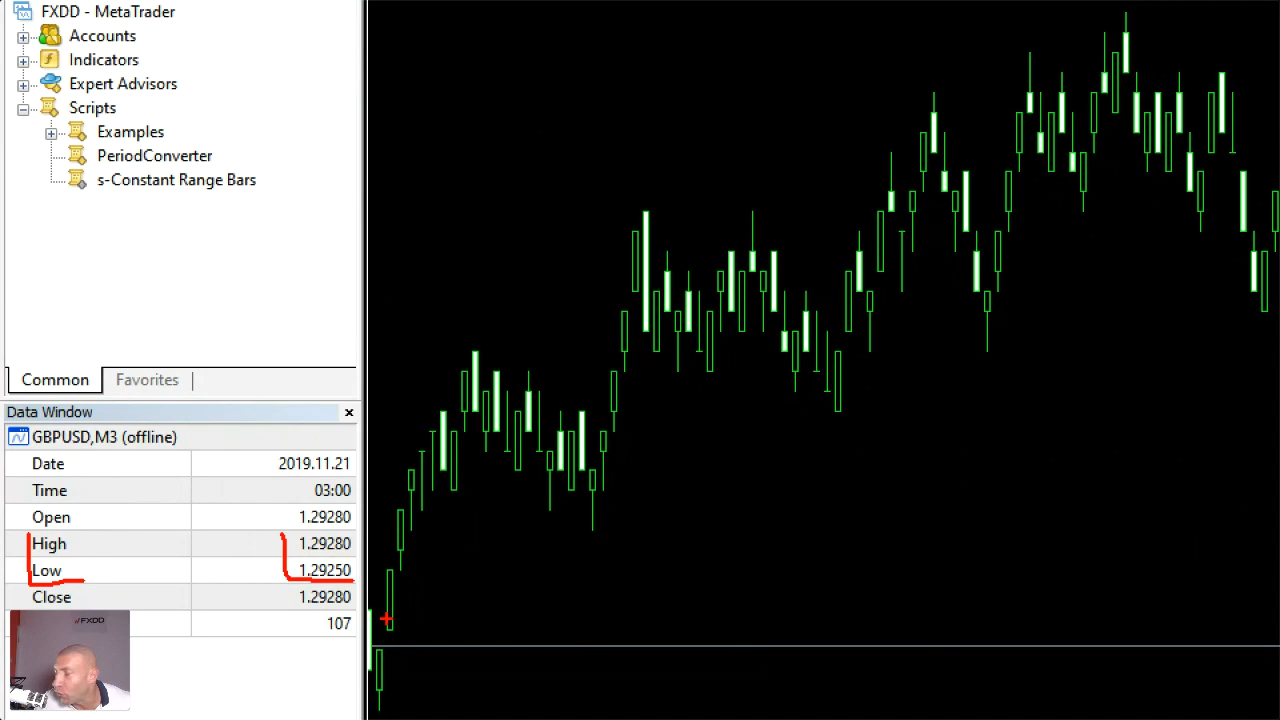 FXDD - MetaTrader
Accounts
Indicators
Expert Advisors
Scripts
Examples
PeriodConverter
s-Constant Range Bars
Common Favorites
Data Window
GBPUSD,M3 (offline)
Date 2019.11.21
Time 03:00
Open 1.29280
High 1.29280
Low 1.29250
Close 1.29280
107
FXDD